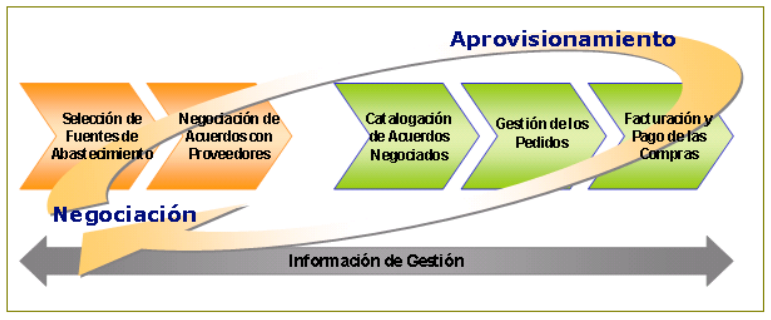 Aprovisionamiento
Selección de
Fuentes de
Abastecimiento
Negociación de
Acuerdos con
Proveedores
Catalogación
de Acuerdos
Negociados
Gestión de los
Pedidos
Facturación y
Pago de las
Compras
Negociación
Información de Gestión